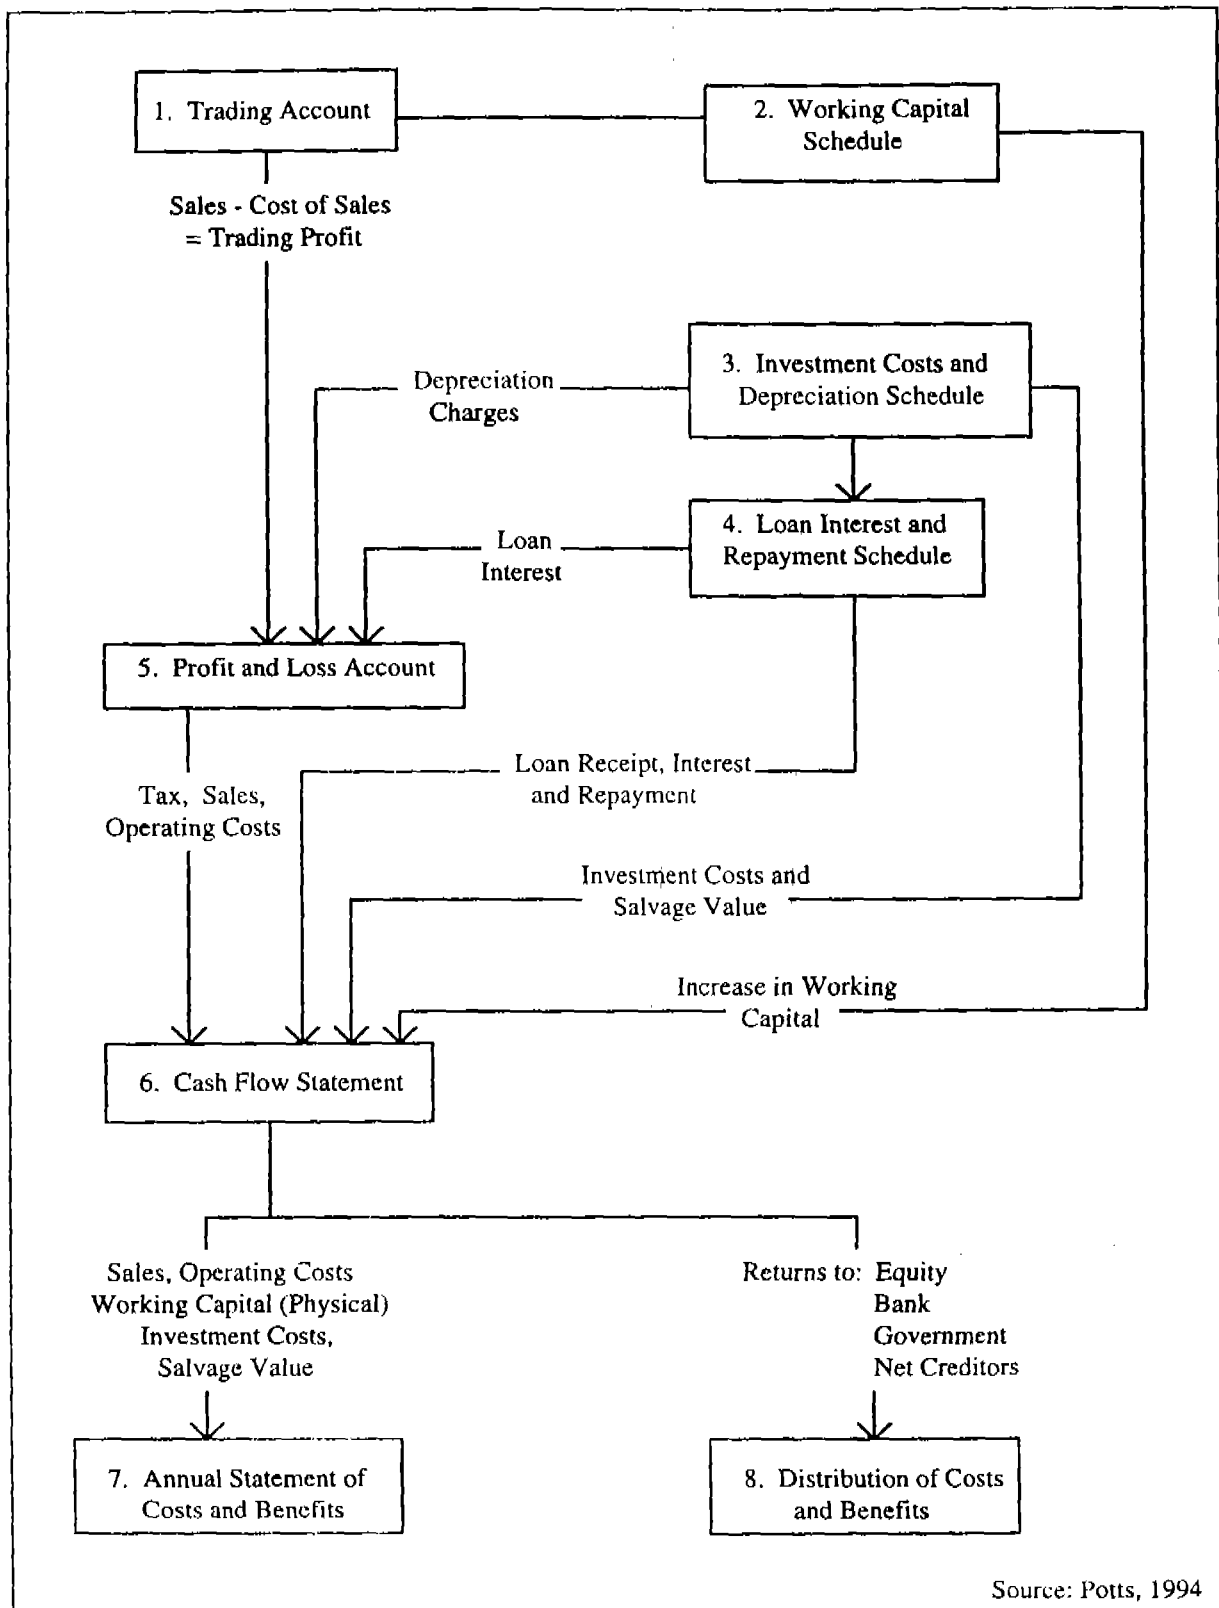 1. Trading Account
2. Working Capital
Schedule
Sales - Cost of Sales
= Trading Profit
3. Investment Costs and
Depreciation Schedule
Depreciation
Charges
4. Loan Interest and
Repayment Schedule
Loan
Interest
5. Profit and Loss Account
Loan Receipt, Interest
and Repayment
Tax, Sales,
Operating Costs
Investment Costs and
Salvage Value
Increase in Working
Capital
6. Cash Flow Statement
Sales, Operating Costs
Working Capital (Physical)
Investment Costs,
Salvage Value
Returns to: Equity
Bank
Government
Net Creditors
7. Annual Statement of
Costs and Benefits
8. Distribution of Costs
and Benefits
Source: Potts, 1994